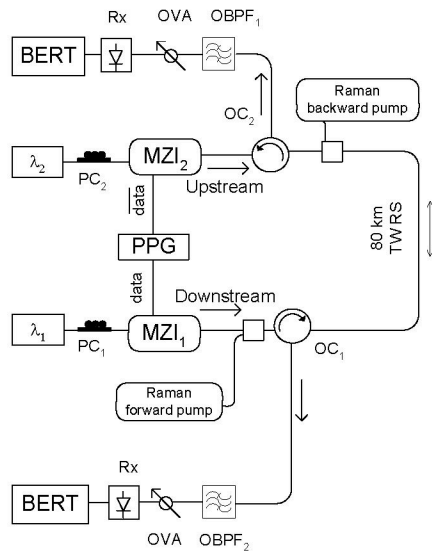 Rx OVA OBPF₁
BERT
Raman
backward pump
OC₂
λ₂
PC₂
MZI₂
Upstream
data
PPG
80 km
TW RS
data
Downstream
λ₁
PC₁
MZI₁
OC₁
Raman
forward pump
Rx
BERT
OVA OBPF₂